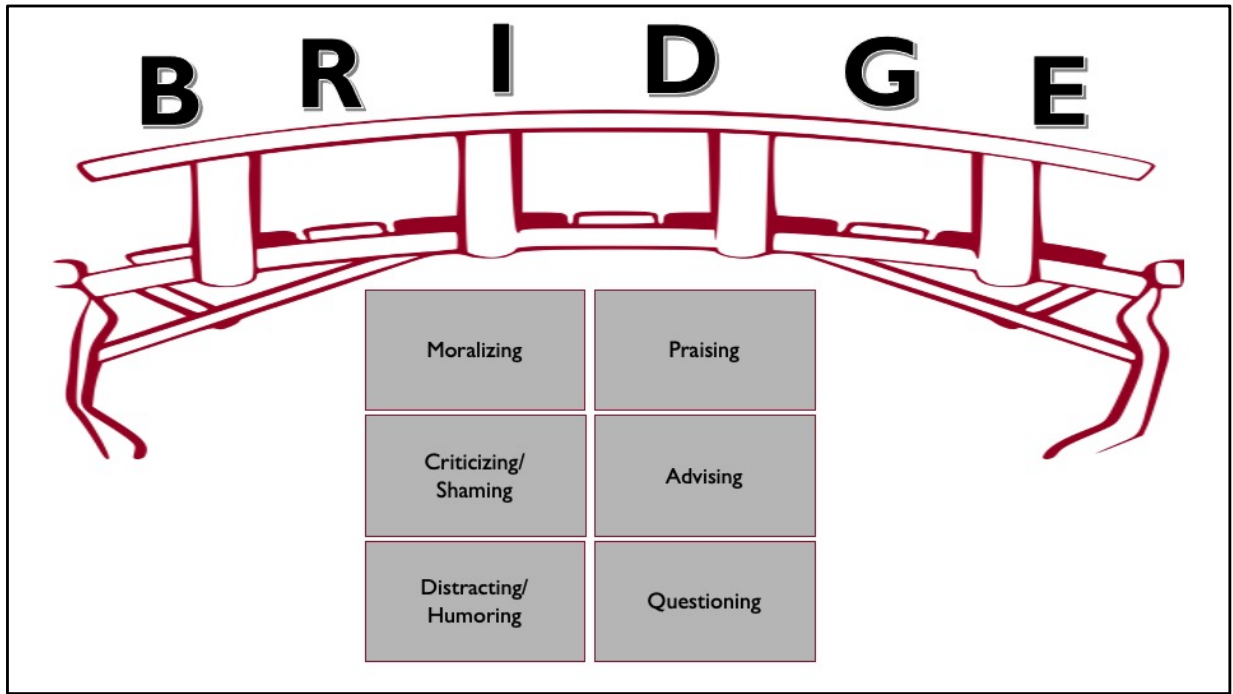 B R I D G E
Moralizing
Praising
Criticizing/
Shaming
Advising
Distracting/
Humoring
Questioning